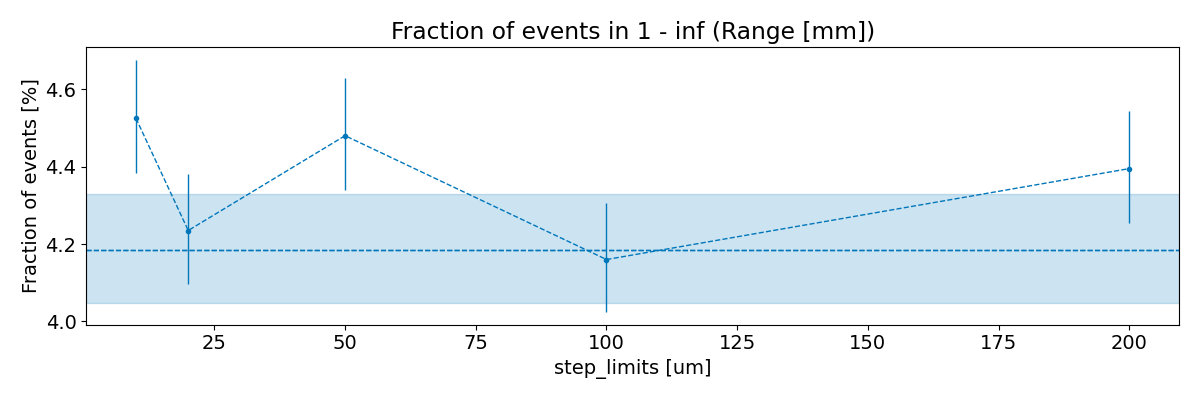 Fraction of events in 1 - inf (Range [mm])
Fraction of events [%]
4.6
4.4
4.2
4.0
25 50 75 100 125 150 175 200
step_limits [um]